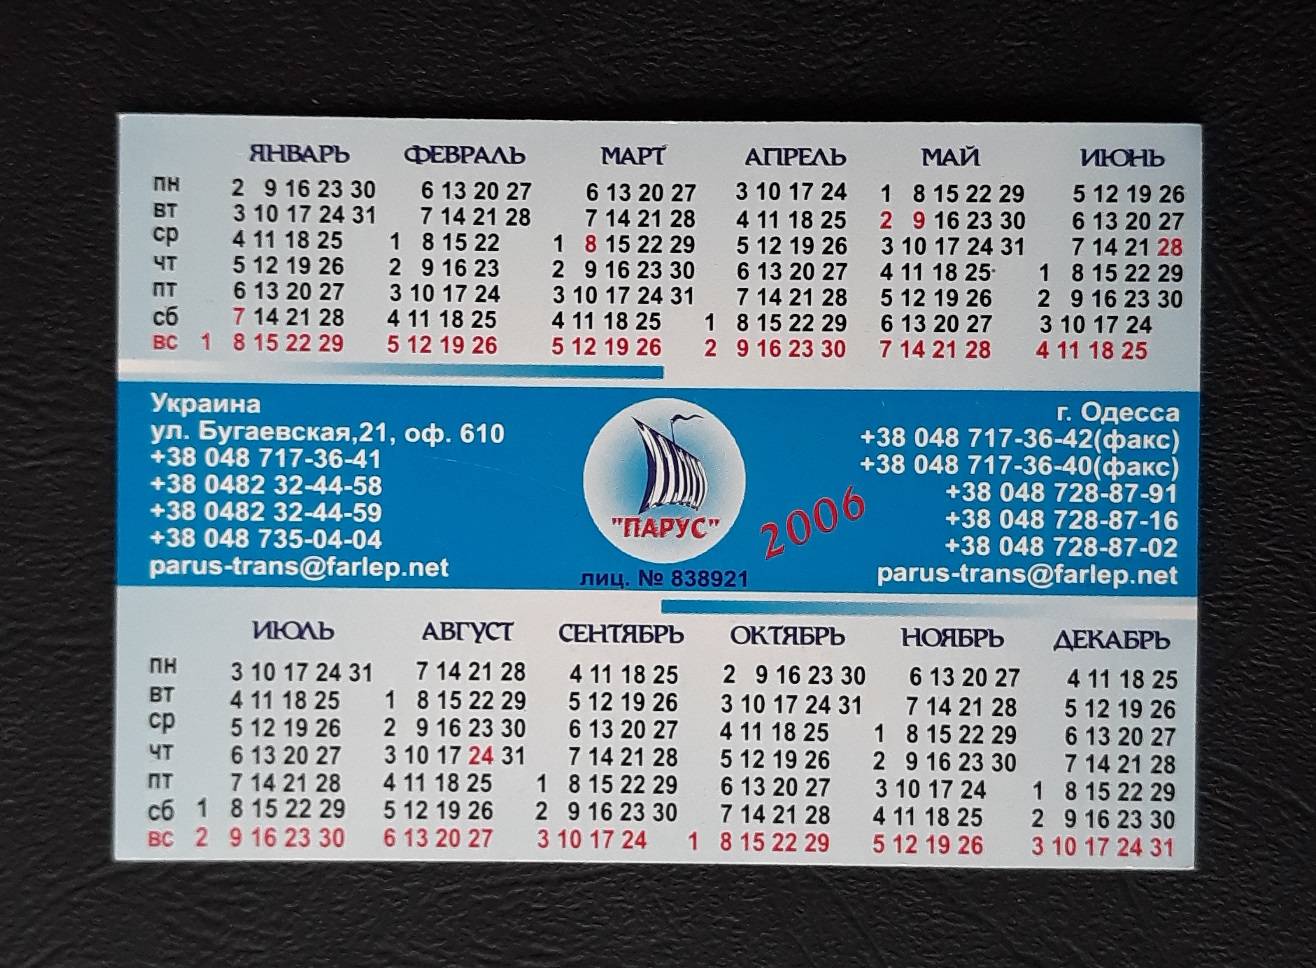 ЯНВАРЬ ФЕВРАЛЬ МАРТ АПРЕЛЬ МАЙ ИЮНЬ
ПН 2 9 16 23 30 6 13 20 27 6 13 20 27 3 10 17 24 1 8 15 22 29 5 12 19 26
ВТ 3 10 17 24 31 7 14 21 28 7 14 21 28 4 11 18 25 2 9 16 23 30 6 13 20 27
СР 4 11 18 25 1 8 15 22 1 8 15 22 29 5 12 19 26 3 10 17 24 31 7 14 21 28
ЧТ 5 12 19 26 2 9 16 23 2 9 16 23 30 6 13 20 27 4 11 18 25 1 8 15 22 29
ПТ 6 13 20 27 3 10 17 24 3 10 17 24 31 7 14 21 28 5 12 19 26 2 9 16 23 30
сб 7 14 21 28 4 11 18 25 4 11 18 25 1 8 15 22 29 6 13 20 27 3 10 17 24
вс 1 8 15 22 29 5 12 19 26 5 12 19 26 2 9 16 23 30 7 14 21 28 4 11 18 25
Украина
ул. Бугаевская,21, оф. 610
+38 048 717-36-41
+38 0482 32-44-58
+38 0482 32-44-59
+38 048 735-04-04
parus-trans@farlep.net
"ПАРУС"
лиц. № 838921
2006
г. Одесса
+38 048 717-36-42(факс)
+38 048 717-36-40(факс)
+38 048 728-87-91
+38 048 728-87-16
+38 048 728-87-02
parus-trans@farlep.net
ИЮЛЬ АВГУСТ СЕНТЯБРЬ ОКТЯБРЬ НОЯБРЬ ДЕКАБРЬ
ПН 3 10 17 24 31 7 14 21 28 4 11 18 25 2 9 16 23 30 6 13 20 27 4 11 18 25
ВТ 4 11 18 25 1 8 15 22 29 5 12 19 26 3 10 17 24 31 7 14 21 28 5 12 19 26
СР 5 12 19 26 2 9 16 23 30 6 13 20 27 4 11 18 25 1 8 15 22 29 6 13 20 27
ЧТ 6 13 20 27 3 10 17 24 31 7 14 21 28 5 12 19 26 2 9 16 23 30 7 14 21 28
ПТ 7 14 21 28 4 11 18 25 1 8 15 22 29 6 13 20 27 3 10 17 24 1 8 15 22 29
сб 1 8 15 22 29 5 12 19 26 2 9 16 23 30 7 14 21 28 4 11 18 25 2 9 16 23 30
вс 2 9 16 23 30 6 13 20 27 3 10 17 24 1 8 15 22 29 5 12 19 26 3 10 17 24 31